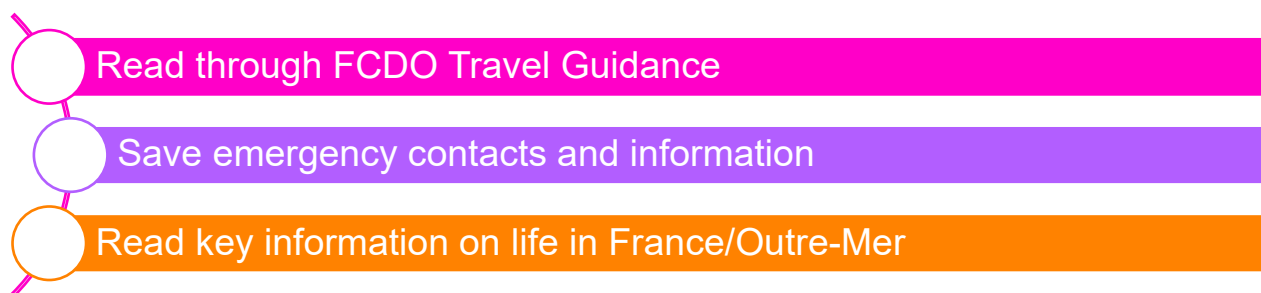 Read through FCDO Travel Guidance
Save emergency contacts and information
Read key information on life in France/Outre-Mer